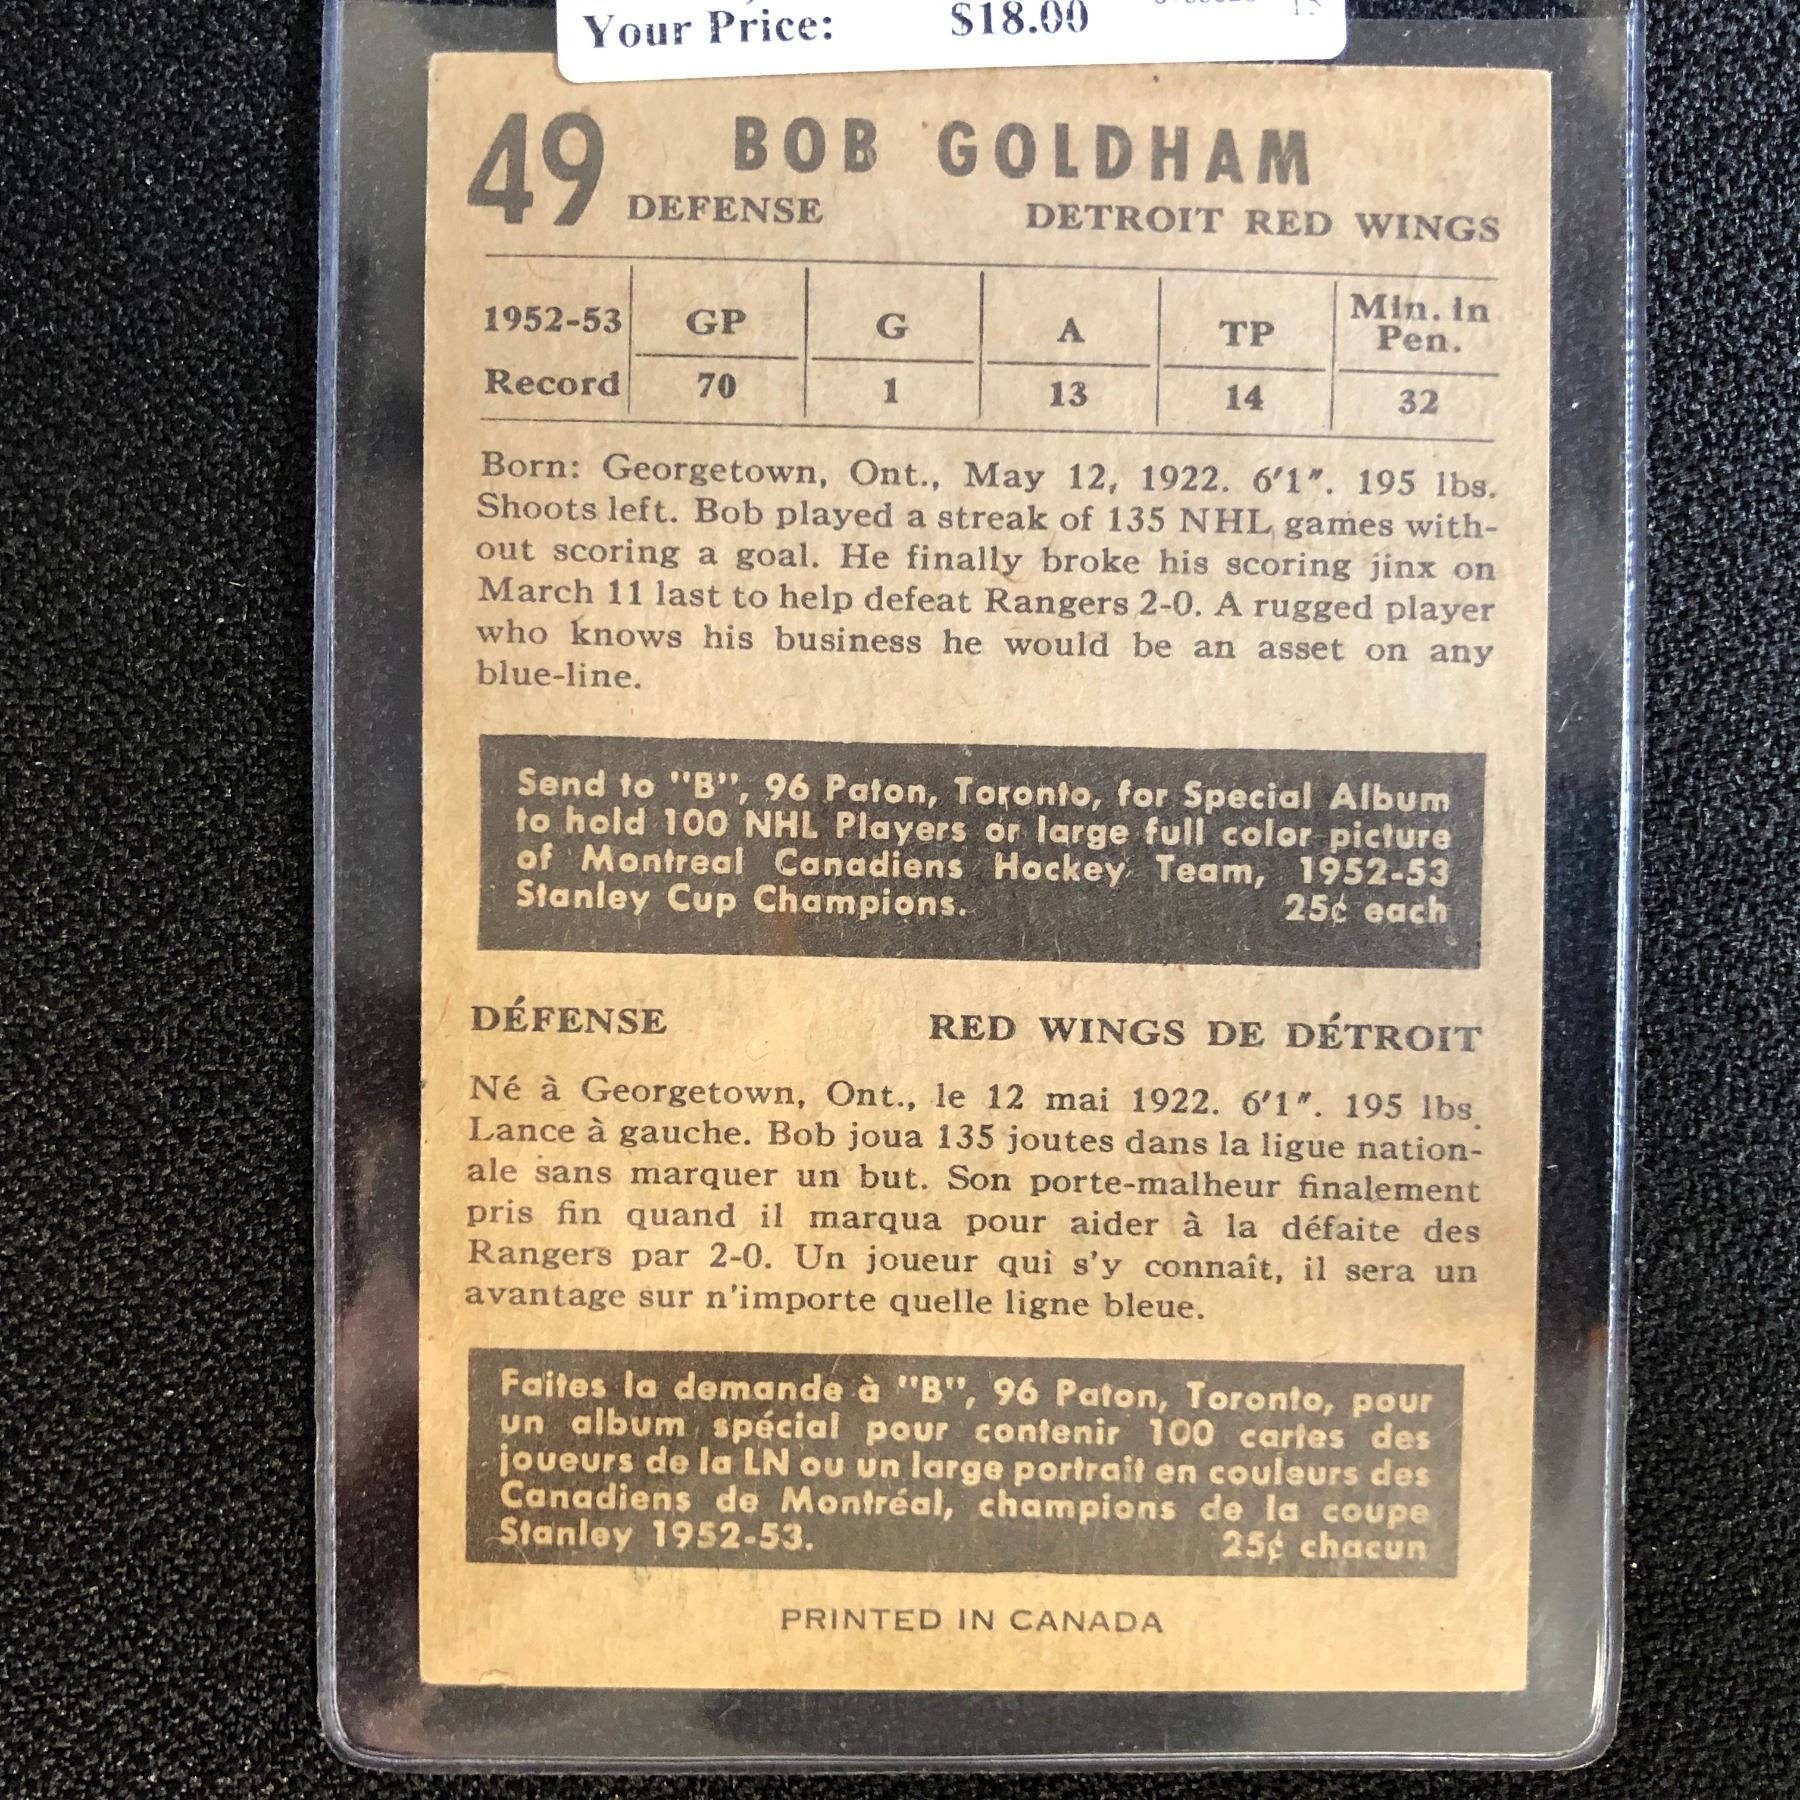 Your Price: $18.00
49 BOB GOLDHAM
DEFENSE DETROIT RED WINGS
1952-53 GP G A TP Min. in Pen.
Record 70 1 13 14 32
Born: Georgetown, Ont., May 12, 1922. 6'1". 195 lbs.
Shoots left. Bob played a streak of 135 NHL games with-
out scoring a goal. He finally broke his scoring jinx on
March 11 last to help defeat Rangers 2-0. A rugged player
who knows his business he would be an asset on any
blue-line.
Send to "B", 96 Paton, Toronto, for Special Album
to hold 100 NHL Players or large full color picture
of Montreal Canadiens Hockey Team, 1952-53
Stanley Cup Champions. 25¢ each
DÉFENSE RED WINGS DE DÉTROIT
Né à Georgetown, Ont., le 12 mai 1922. 6'1". 195 lbs.
Lance à gauche. Bob joua 135 joutes dans la ligue nation-
ale sans marquer un but. Son porte-malheur finalement
pris fin quand il marqua pour aider à la défaite des
Rangers par 2-0. Un joueur qui s'y connaît, il sera un
avantage sur n'importe quelle ligne bleue.
Faites la demande à "B", 96 Paton, Toronto, pour
un album spécial pour contenir 100 cartes des
joueurs de la LN ou un large portrait en couleurs des
Canadiens de Montréal, champions de la coupe
Stanley 1952-53. 25¢ chacun
PRINTED IN CANADA